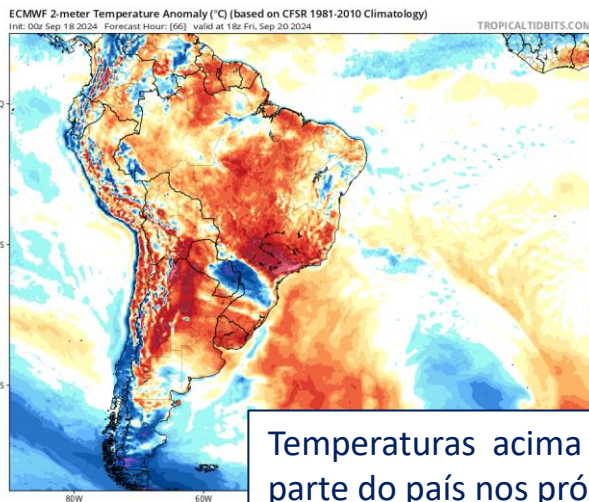 ECMWF 2-meter Temperature Anomaly (°C) (based on CFSR 1981-2010 Climatology)
Init: 00z Sep 18 2024 Forecast Hour: [66] valid at 18z Fri, Sep 20 2024 TROPICALTIDBITS.COM
Temperaturas acima
parte do país nos pró
80W 60W